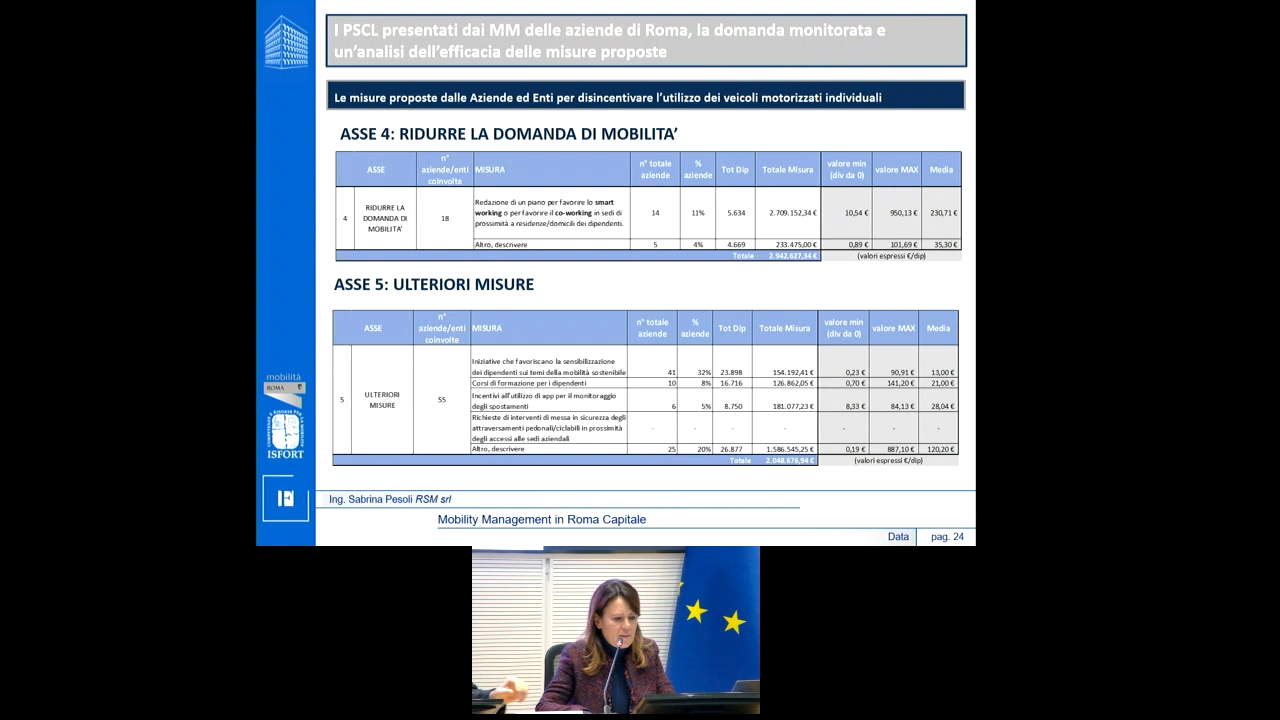 I PSCL presentati dai MM delle aziende di Roma, la domanda monitorata e
un'analisi dell'efficacia delle misure proposte
Le misure proposte dalle Aziende ed Enti per disincentivare l'utilizzo dei veicoli motorizzati individuali
ASSE 4: RIDURRE LA DOMANDA DI MOBILITA'
ASSE n° aziende/enti coinvolte MISURA n° totale aziende % aziende Tot Dip Totale Misura valore min (div da 0) valore MAX Media
4 RIDURRE LA DOMANDA DI MOBILITA' 18 Redazione di un piano per favorire lo smart working o per favorire il co-working in sedi di prossimità a residenze/domicili dei dipendenti. 14 11% 5.634 2.709.152,34 € 10,54 € 950,13 € 230,71 €
Altro, descrivere 5 4% 4.669 233.475,00 € 0,89 € 101,69 € 35,30 €
Totale 2.942.627,34 € (valori espressi €/dip)
ASSE 5: ULTERIORI MISURE
ASSE n° aziende/enti coinvolte MISURA n° totale aziende % aziende Tot Dip Totale Misura valore min (div da 0) valore MAX Media
5 ULTERIORI MISURE 55 Iniziative che favoriscano la sensibilizzazione dei dipendenti sui temi della mobilità sostenibile 41 32% 23.898 154.192,41 € 0,23 € 90,91 € 13,00 €
Corsi di formazione per i dipendenti 10 8% 16.716 126.862,05 € 0,70 € 141,20 € 21,00 €
Incentivi all'utilizzo di app per il monitoraggio degli spostamenti 6 5% 8.750 181.077,23 € 8,33 € 84,13 € 28,04 €
Richieste di interventi di messa in sicurezza degli attraversamenti pedonali/ciclabili in prossimità degli accessi alle sedi aziendali - - - - - - -
Altro, descrivere 25 20% 26.877 1.586.545,25 € 0,19 € 887,10 € 120,20 €
Totale 2.048.676,94 € (valori espressi €/dip)
mobilità
ROMA
ISFORT
Ing. Sabrina Pesoli RSM srl
Mobility Management in Roma Capitale
Data pag. 24